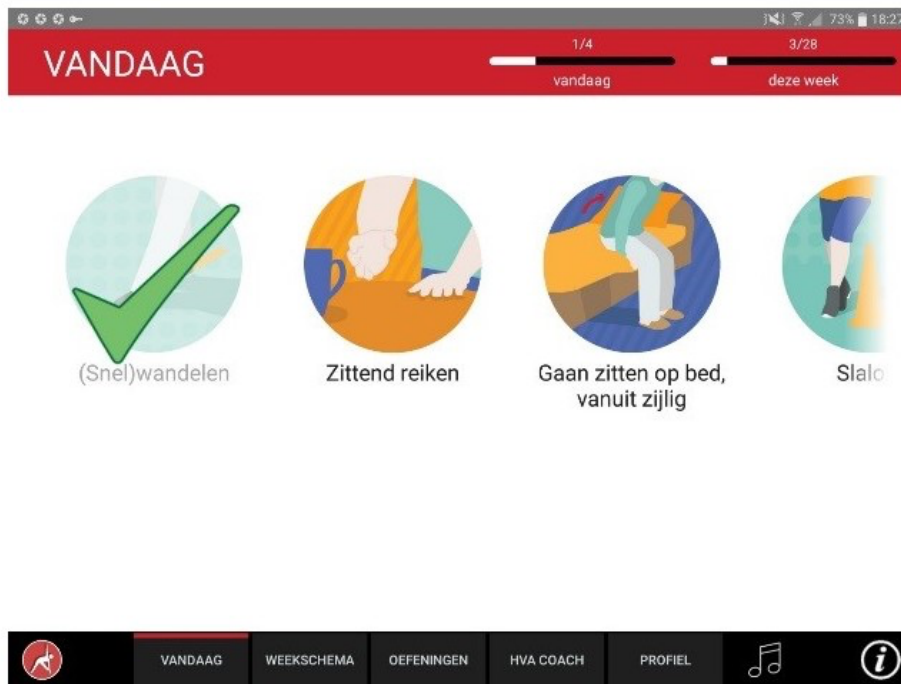 73% 18:27
VANDAAG
1/4
vandaag
3/28
deze week
(Snel)wandelen
Zittend reiken
Gaan zitten op bed,
vanuit zijlig
Slalo
VANDAAG
WEEKSCHEMA
OEFENINGEN
HVA COACH
PROFIEL
i